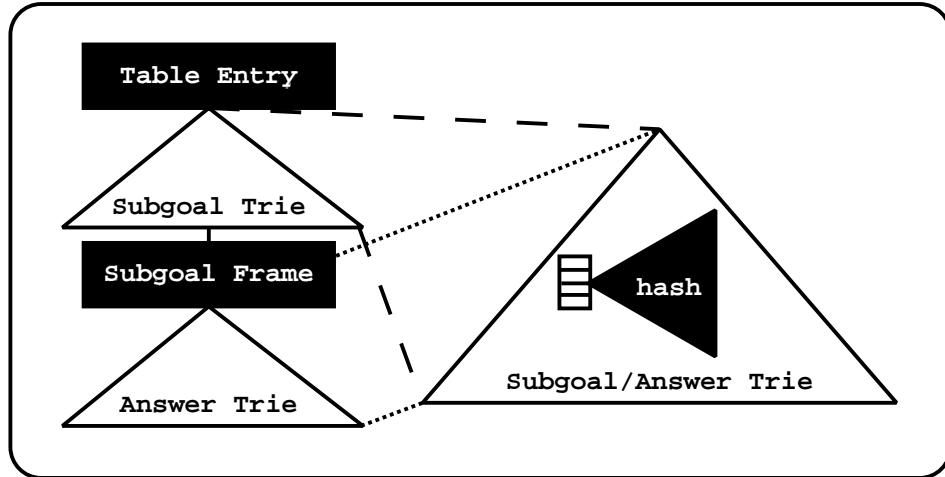 Table Entry
Subgoal Trie
Subgoal Frame
hash
Subgoal/Answer Trie
Answer Trie